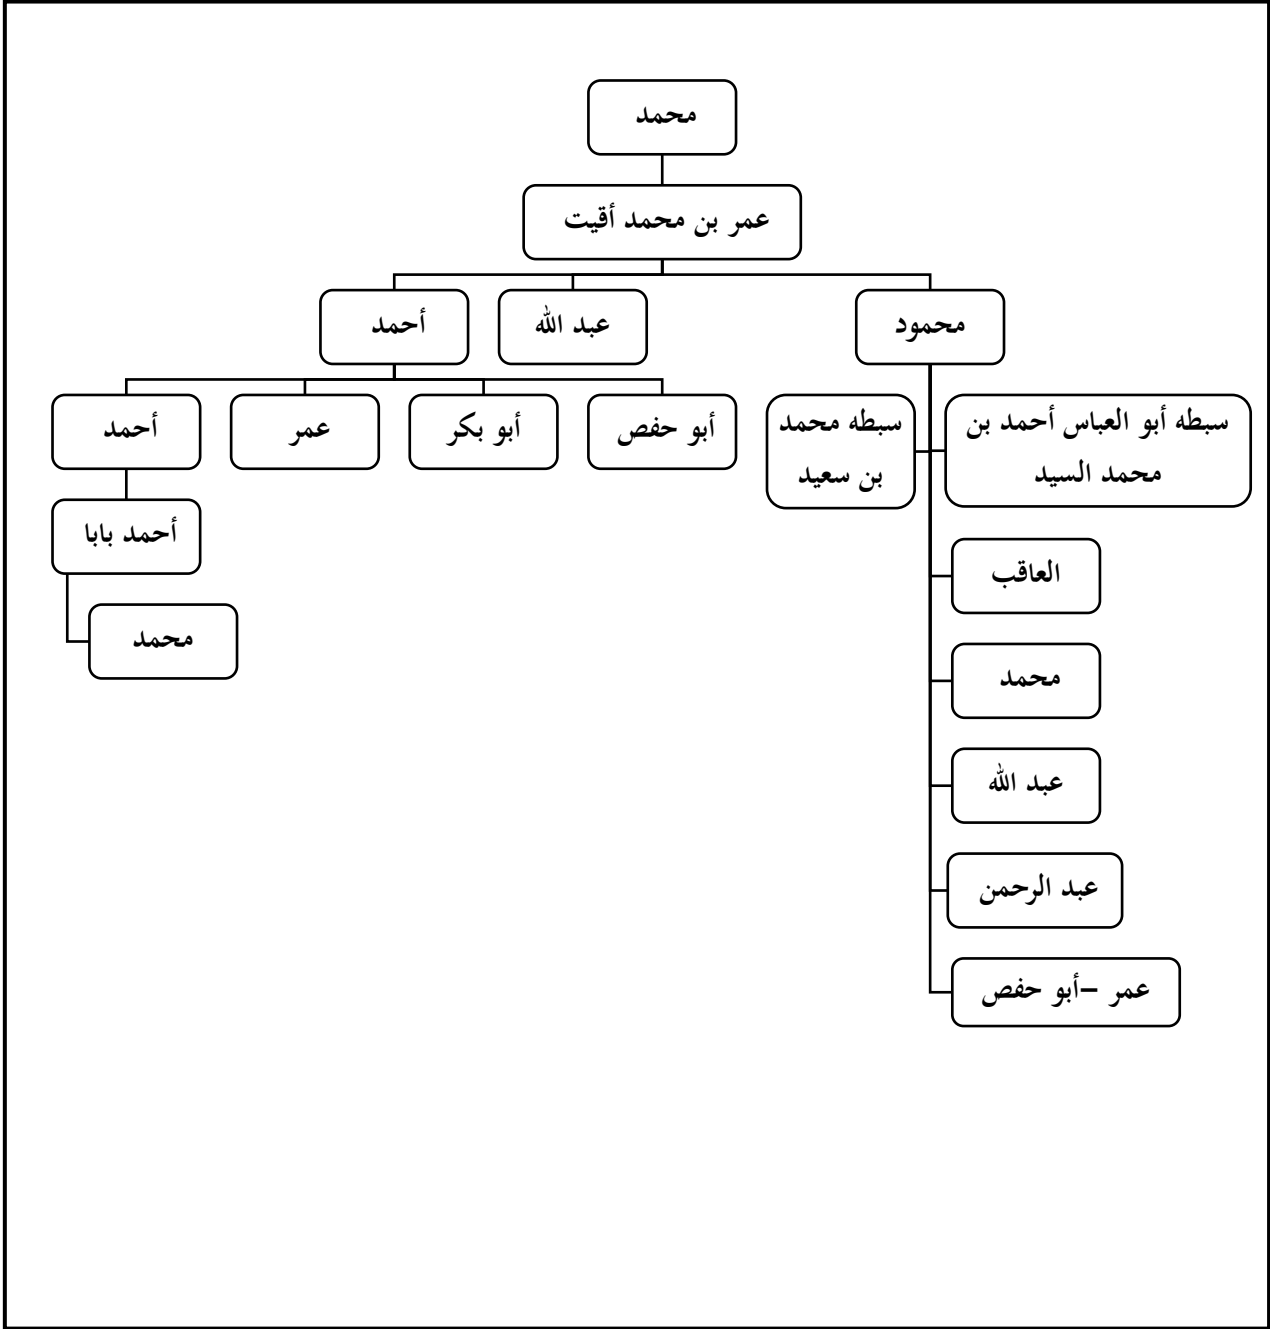 محمد
عمر بن محمد أقيت
محمود
عبد الله
أحمد
سبطه أبو العباس أحمد بن
محمد السيد
سبطه محمد
بن سعيد
أبو حفص
أبو بكر
عمر
أحمد
العاقب
أحمد بابا
محمد
محمد
عبد الله
عبد الرحمن
عمر –أبو حفص